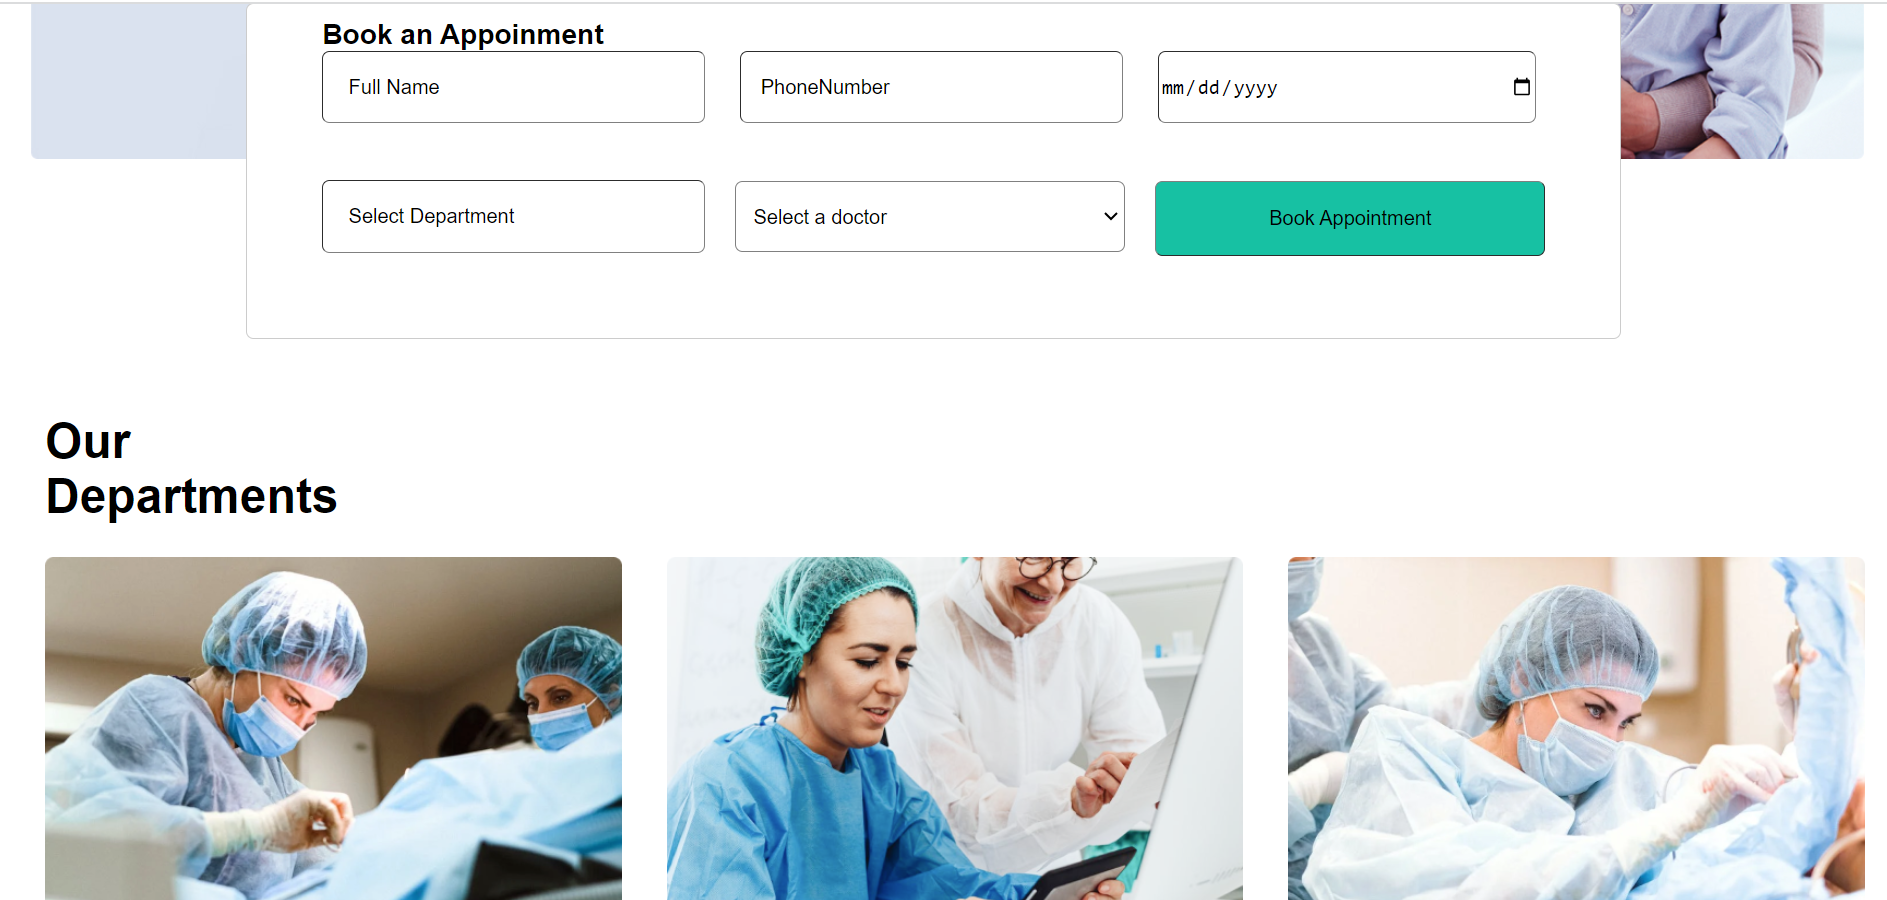 Book an Appoinment
Full Name
PhoneNumber
mm/dd/yyyy
Select Department
Select a doctor
Book Appointment
Our
Departments